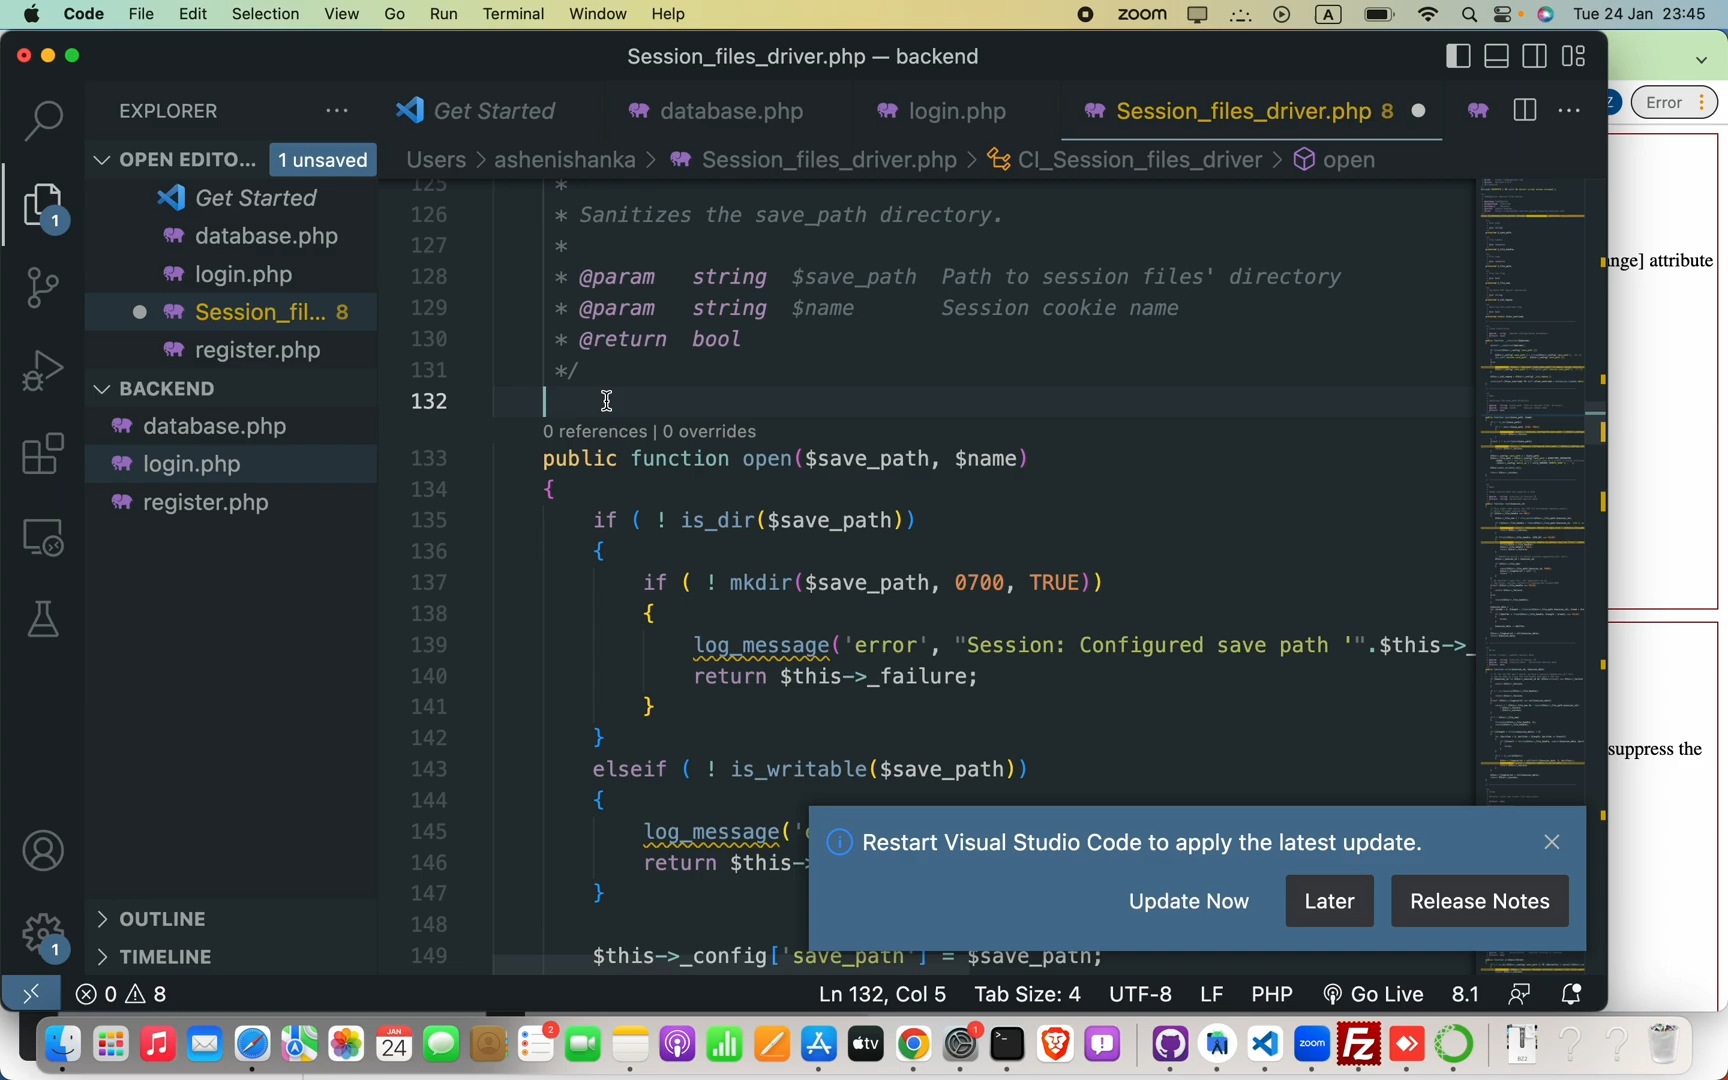 Code File Edit Selection View Go Run Terminal Window Help zoom A Tue 24 Jan 23:45
Session_files_driver.php — backend
EXPLORER
Get Started database.php login.php Session_files_driver.php 8
Error
OPEN EDITO... 1 unsaved
Users > ashenishanka > Session_files_driver.php > CI_Session_files_driver > open
Get Started
database.php
login.php
Session_fil... 8
register.php
BACKEND
database.php
login.php
register.php
OUTLINE
TIMELINE
1
1
125 *
126 * Sanitizes the save_path directory.
127 *
128 * @param string $save_path Path to session files' directory
129 * @param string $name Session cookie name
130 * @return bool
131 */
132
0 references | 0 overrides
133 public function open($save_path, $name)
134 {
135 if ( ! is_dir($save_path))
136 {
137 if ( ! mkdir($save_path, 0700, TRUE))
138 {
139 log_message('error', "Session: Configured save path '".$this->_
140 return $this->_failure;
141 }
142 }
143 elseif ( ! is_writable($save_path))
144 {
145 log_message('
146 return $this->
147 }
148
149 $this->_config['save_path'] = $save_path;
nge] attribute
suppress the
Restart Visual Studio Code to apply the latest update.
Update Now Later Release Notes
0 8 Ln 132, Col 5 Tab Size: 4 UTF-8 LF PHP Go Live 8.1
JAN 24 2 tv 1 zoom Fz